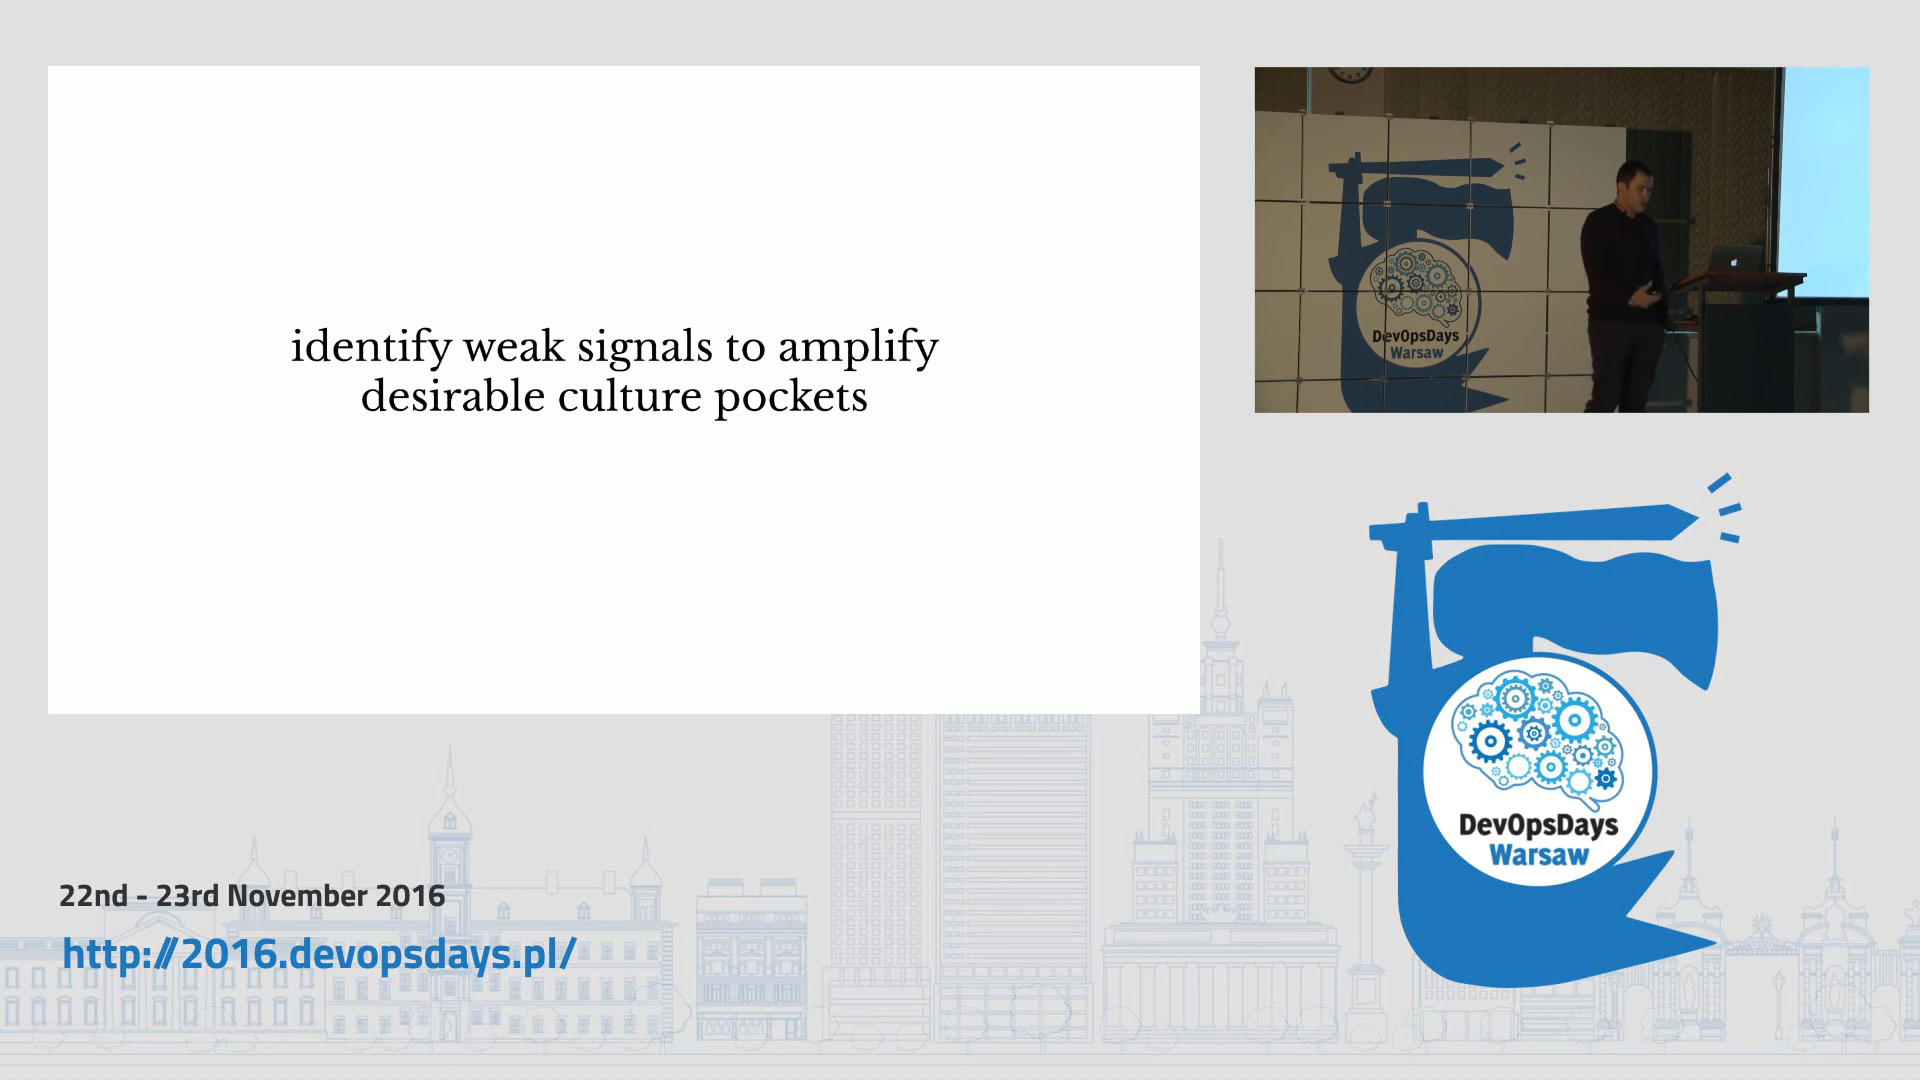 identify weak signals to amplify
desirable culture pockets
DevOpsDays
Warsaw
DevOpsDays
Warsaw
22nd - 23rd November 2016
http://2016.devopsdays.pl/